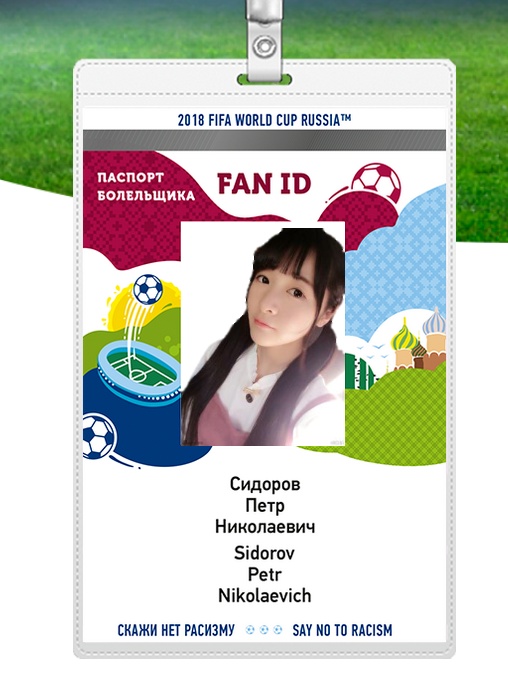 2018 FIFA WORLD CUP RUSSIA™
ПАСПОРТ
БОЛЕЛЬЩИКА
FAN ID
Сидоров
Петр
Николаевич
Sidorov
Petr
Nikolaevich
СКАЖИ НЕТ РАСИЗМУ
SAY NO TO RACISM